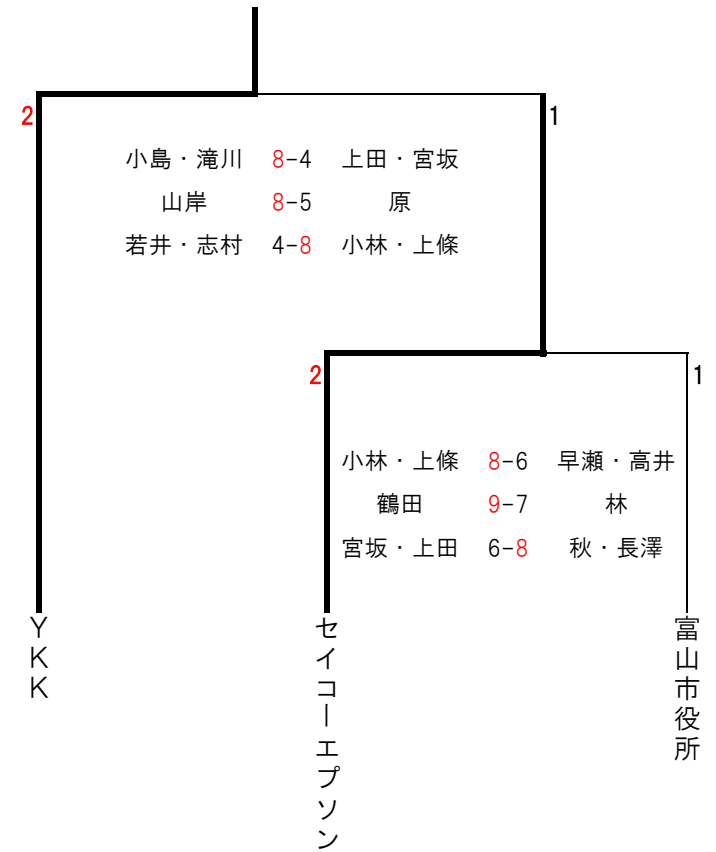 2
1
小島・滝川 8-4 上田・宮坂
山岸 8-5 原
若井・志村 4-8 小林・上條
2
1
小林・上條 8-6 早瀬・高井
鶴田 9-7 林
宮坂・上田 6-8 秋・長澤
YKK
セイコーエプソン
富山市役所